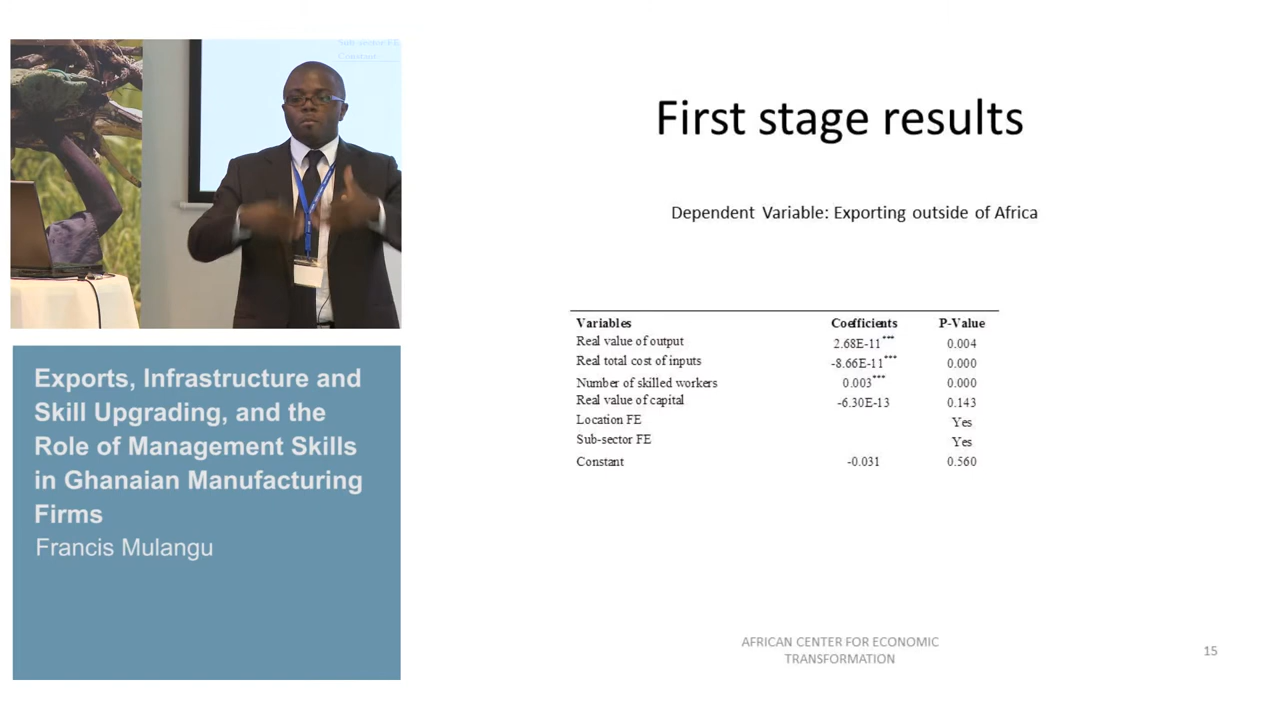 Sub-sector FE
Constant
Exports, Infrastructure and
Skill Upgrading, and the
Role of Management Skills
in Ghanaian Manufacturing
Firms
Francis Mulangu
First stage results
Dependent Variable: Exporting outside of Africa
Variables Coefficients P-Value
Real value of output 2.68E-11*** 0.004
Real total cost of inputs -8.66E-11*** 0.000
Number of skilled workers 0.003*** 0.000
Real value of capital -6.30E-13 0.143
Location FE Yes
Sub-sector FE Yes
Constant -0.031 0.560
AFRICAN CENTER FOR ECONOMIC
TRANSFORMATION
15